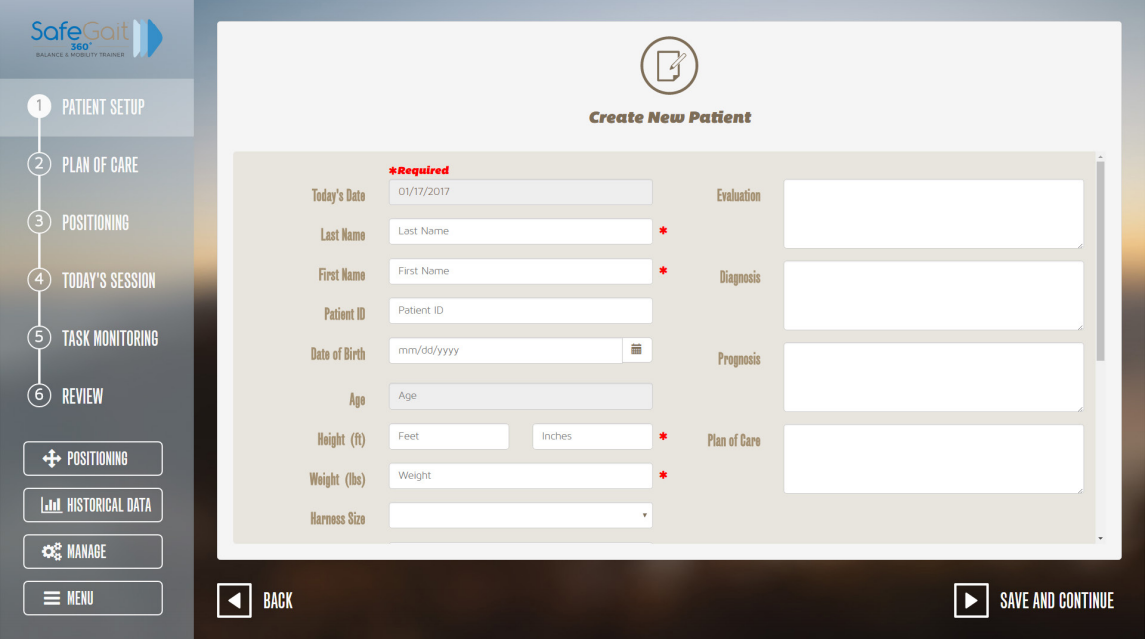 SafeGait
360°
BALANCE & MOBILITY TRAINER
1 PATIENT SETUP
2 PLAN OF CARE
3 POSITIONING
4 TODAY'S SESSION
5 TASK MONITORING
6 REVIEW
POSITIONING
HISTORICAL DATA
MANAGE
MENU
Create New Patient
*Required
Today's Date 01/17/2017
Last Name Last Name *
First Name First Name *
Patient ID Patient ID
Date of Birth mm/dd/yyyy
Age Age
Height (ft) Feet Inches *
Weight (lbs) Weight *
Harness Size
Evaluation
Diagnosis
Prognosis
Plan of Care
BACK
SAVE AND CONTINUE